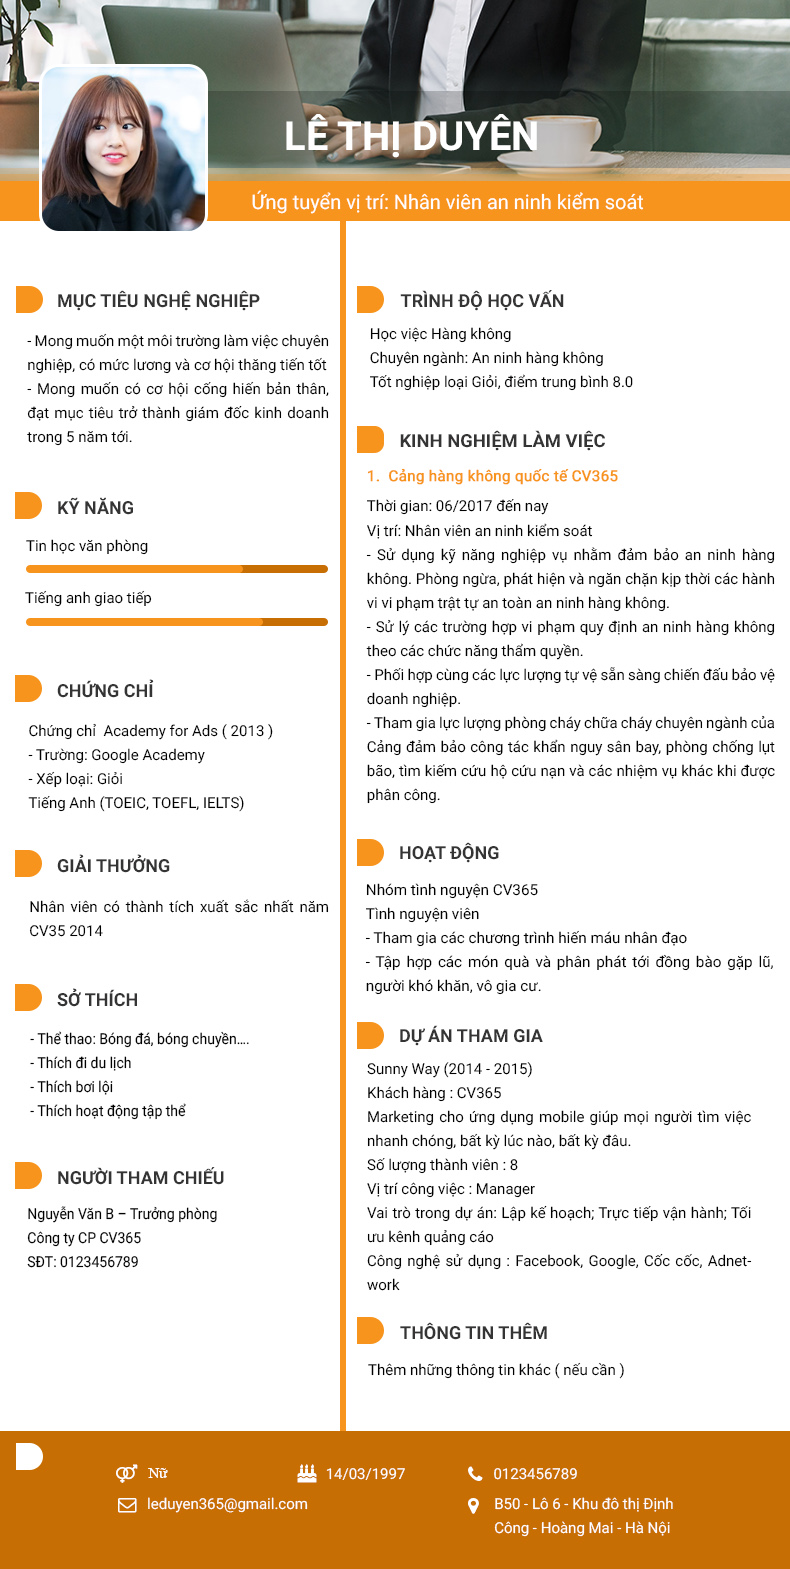 LÊ THỊ DUYÊN
Ứng tuyển vị trí: Nhân viên an ninh kiểm soát
MỤC TIÊU NGHỆ NGHIỆP
- Mong muốn một môi trường làm việc chuyên
nghiệp, có mức lương và cơ hội thăng tiến tốt
- Mong muốn có cơ hội cống hiến bản thân,
đạt mục tiêu trở thành giám đốc kinh doanh
trong 5 năm tới.
KỸ NĂNG
Tin học văn phòng
Tiếng anh giao tiếp
CHỨNG CHỈ
Chứng chỉ  Academy for Ads ( 2013 )
- Trường: Google Academy
- Xếp loại: Giỏi
Tiếng Anh (TOEIC, TOEFL, IELTS)
GIẢI THƯỞNG
Nhân viên có thành tích xuất sắc nhất năm
CV35 2014
SỞ THÍCH
- Thể thao: Bóng đá, bóng chuyền....
- Thích đi du lịch
- Thích bơi lội
- Thích hoạt động tập thể
NGƯỜI THAM CHIẾU
Nguyễn Văn B – Trưởng phòng
Công ty CP CV365
SĐT: 0123456789
TRÌNH ĐỘ HỌC VẤN
Học việc Hàng không
Chuyên ngành: An ninh hàng không
Tốt nghiệp loại Giỏi, điểm trung bình 8.0
KINH NGHIỆM LÀM VIỆC
1.  Cảng hàng không quốc tế CV365
Thời gian: 06/2017 đến nay
Vị trí: Nhân viên an ninh kiểm soát
- Sử dụng kỹ năng nghiệp vụ nhằm đảm bảo an ninh hàng
không. Phòng ngừa, phát hiện và ngăn chặn kịp thời các hành
vi vi phạm trật tự an toàn an ninh hàng không.
- Sử lý các trường hợp vi phạm quy định an ninh hàng không
theo các chức năng thẩm quyền.
- Phối hợp cùng các lực lượng tự vệ sẵn sàng chiến đấu bảo vệ
doanh nghiệp.
- Tham gia lực lượng phòng cháy chữa cháy chuyên ngành của
Cảng đảm bảo công tác khẩn nguy sân bay, phòng chống lụt
bão, tìm kiếm cứu hộ cứu nạn và các nhiệm vụ khác khi được
phân công.
HOẠT ĐỘNG
Nhóm tình nguyện CV365
Tình nguyện viên
- Tham gia các chương trình hiến máu nhân đạo
- Tập hợp các món quà và phân phát tới đồng bào gặp lũ,
người khó khăn, vô gia cư.
DỰ ÁN THAM GIA
Sunny Way (2014 - 2015)
Khách hàng : CV365
Marketing cho ứng dụng mobile giúp mọi người tìm việc
nhanh chóng, bất kỳ lúc nào, bất kỳ đâu.
Số lượng thành viên : 8
Vị trí công việc : Manager
Vai trò trong dự án: Lập kế hoạch; Trực tiếp vận hành; Tối
ưu kênh quảng cáo
Công nghệ sử dụng : Facebook, Google, Cốc cốc, Adnet-
work
THÔNG TIN THÊM
Thêm những thông tin khác ( nếu cần )
Nữ
14/03/1997
0123456789
leduyen365@gmail.com
B50 - Lô 6 - Khu đô thị Định
Công - Hoàng Mai - Hà Nội